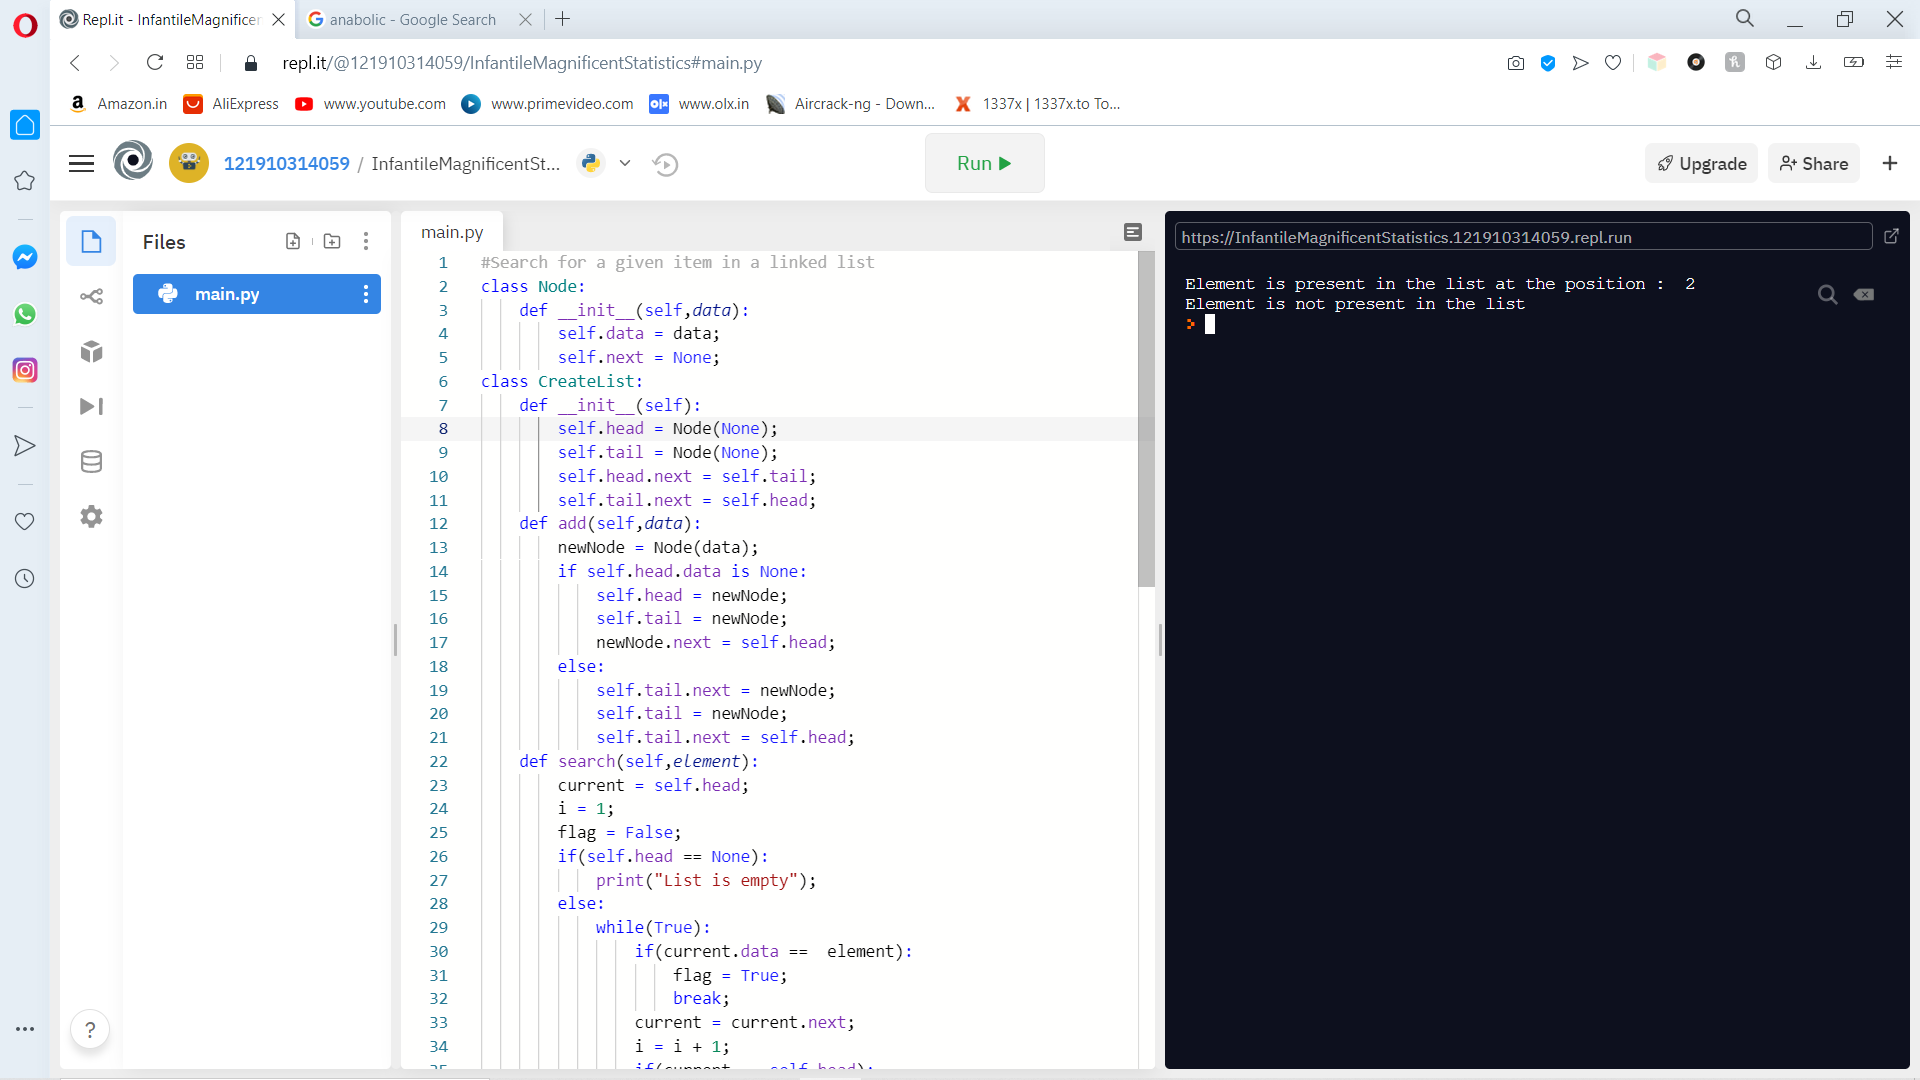 Repl.it - InfantileMagnificen
anabolic - Google Search
repl.it/@121910314059/InfantileMagnificentStatistics#main.py
Amazon.in
AliExpress
www.youtube.com
www.primevideo.com
olx
www.olx.in
Aircrack-ng - Down...
1337x | 1337x.to To...
121910314059 / InfantileMagnificentSt...
Run
Upgrade
Share
Files
main.py
main.py
1 #Search for a given item in a linked list
2 class Node:
3 def __init__(self,data):
4 self.data = data;
5 self.next = None;
6 class CreateList:
7 def __init__(self):
8 self.head = Node(None);
9 self.tail = Node(None);
10 self.head.next = self.tail;
11 self.tail.next = self.head;
12 def add(self,data):
13 newNode = Node(data);
14 if self.head.data is None:
15 self.head = newNode;
16 self.tail = newNode;
17 newNode.next = self.head;
18 else:
19 self.tail.next = newNode;
20 self.tail = newNode;
21 self.tail.next = self.head;
22 def search(self,element):
23 current = self.head;
24 i = 1;
25 flag = False;
26 if(self.head == None):
27 print("List is empty");
28 else:
29 while(True):
30 if(current.data ==  element):
31 flag = True;
32 break;
33 current = current.next;
34 i = i + 1;
https://InfantileMagnificentStatistics.121910314059.repl.run
Element is present in the list at the position :  2
Element is not present in the list
>
?